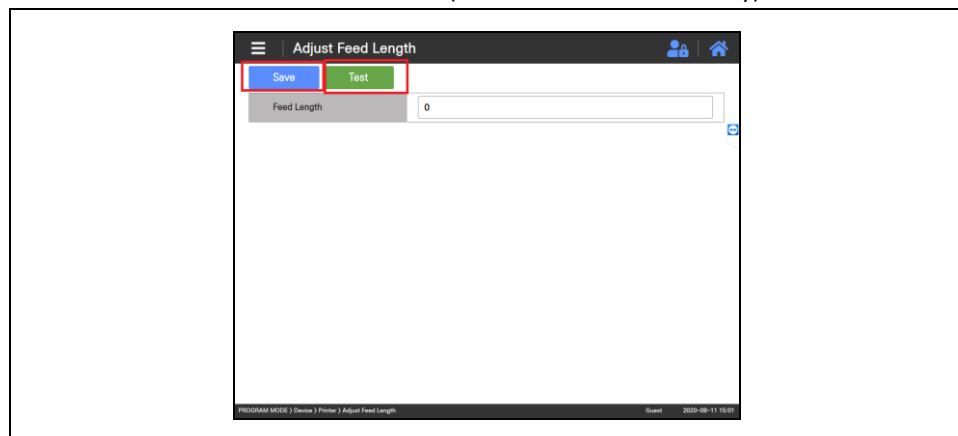 Adjust Feed Length
Save Test
Feed Length 0
PROGRAM MODE > Device > Printer > Adjust Feed Length Guest 2020-08-11 15:01